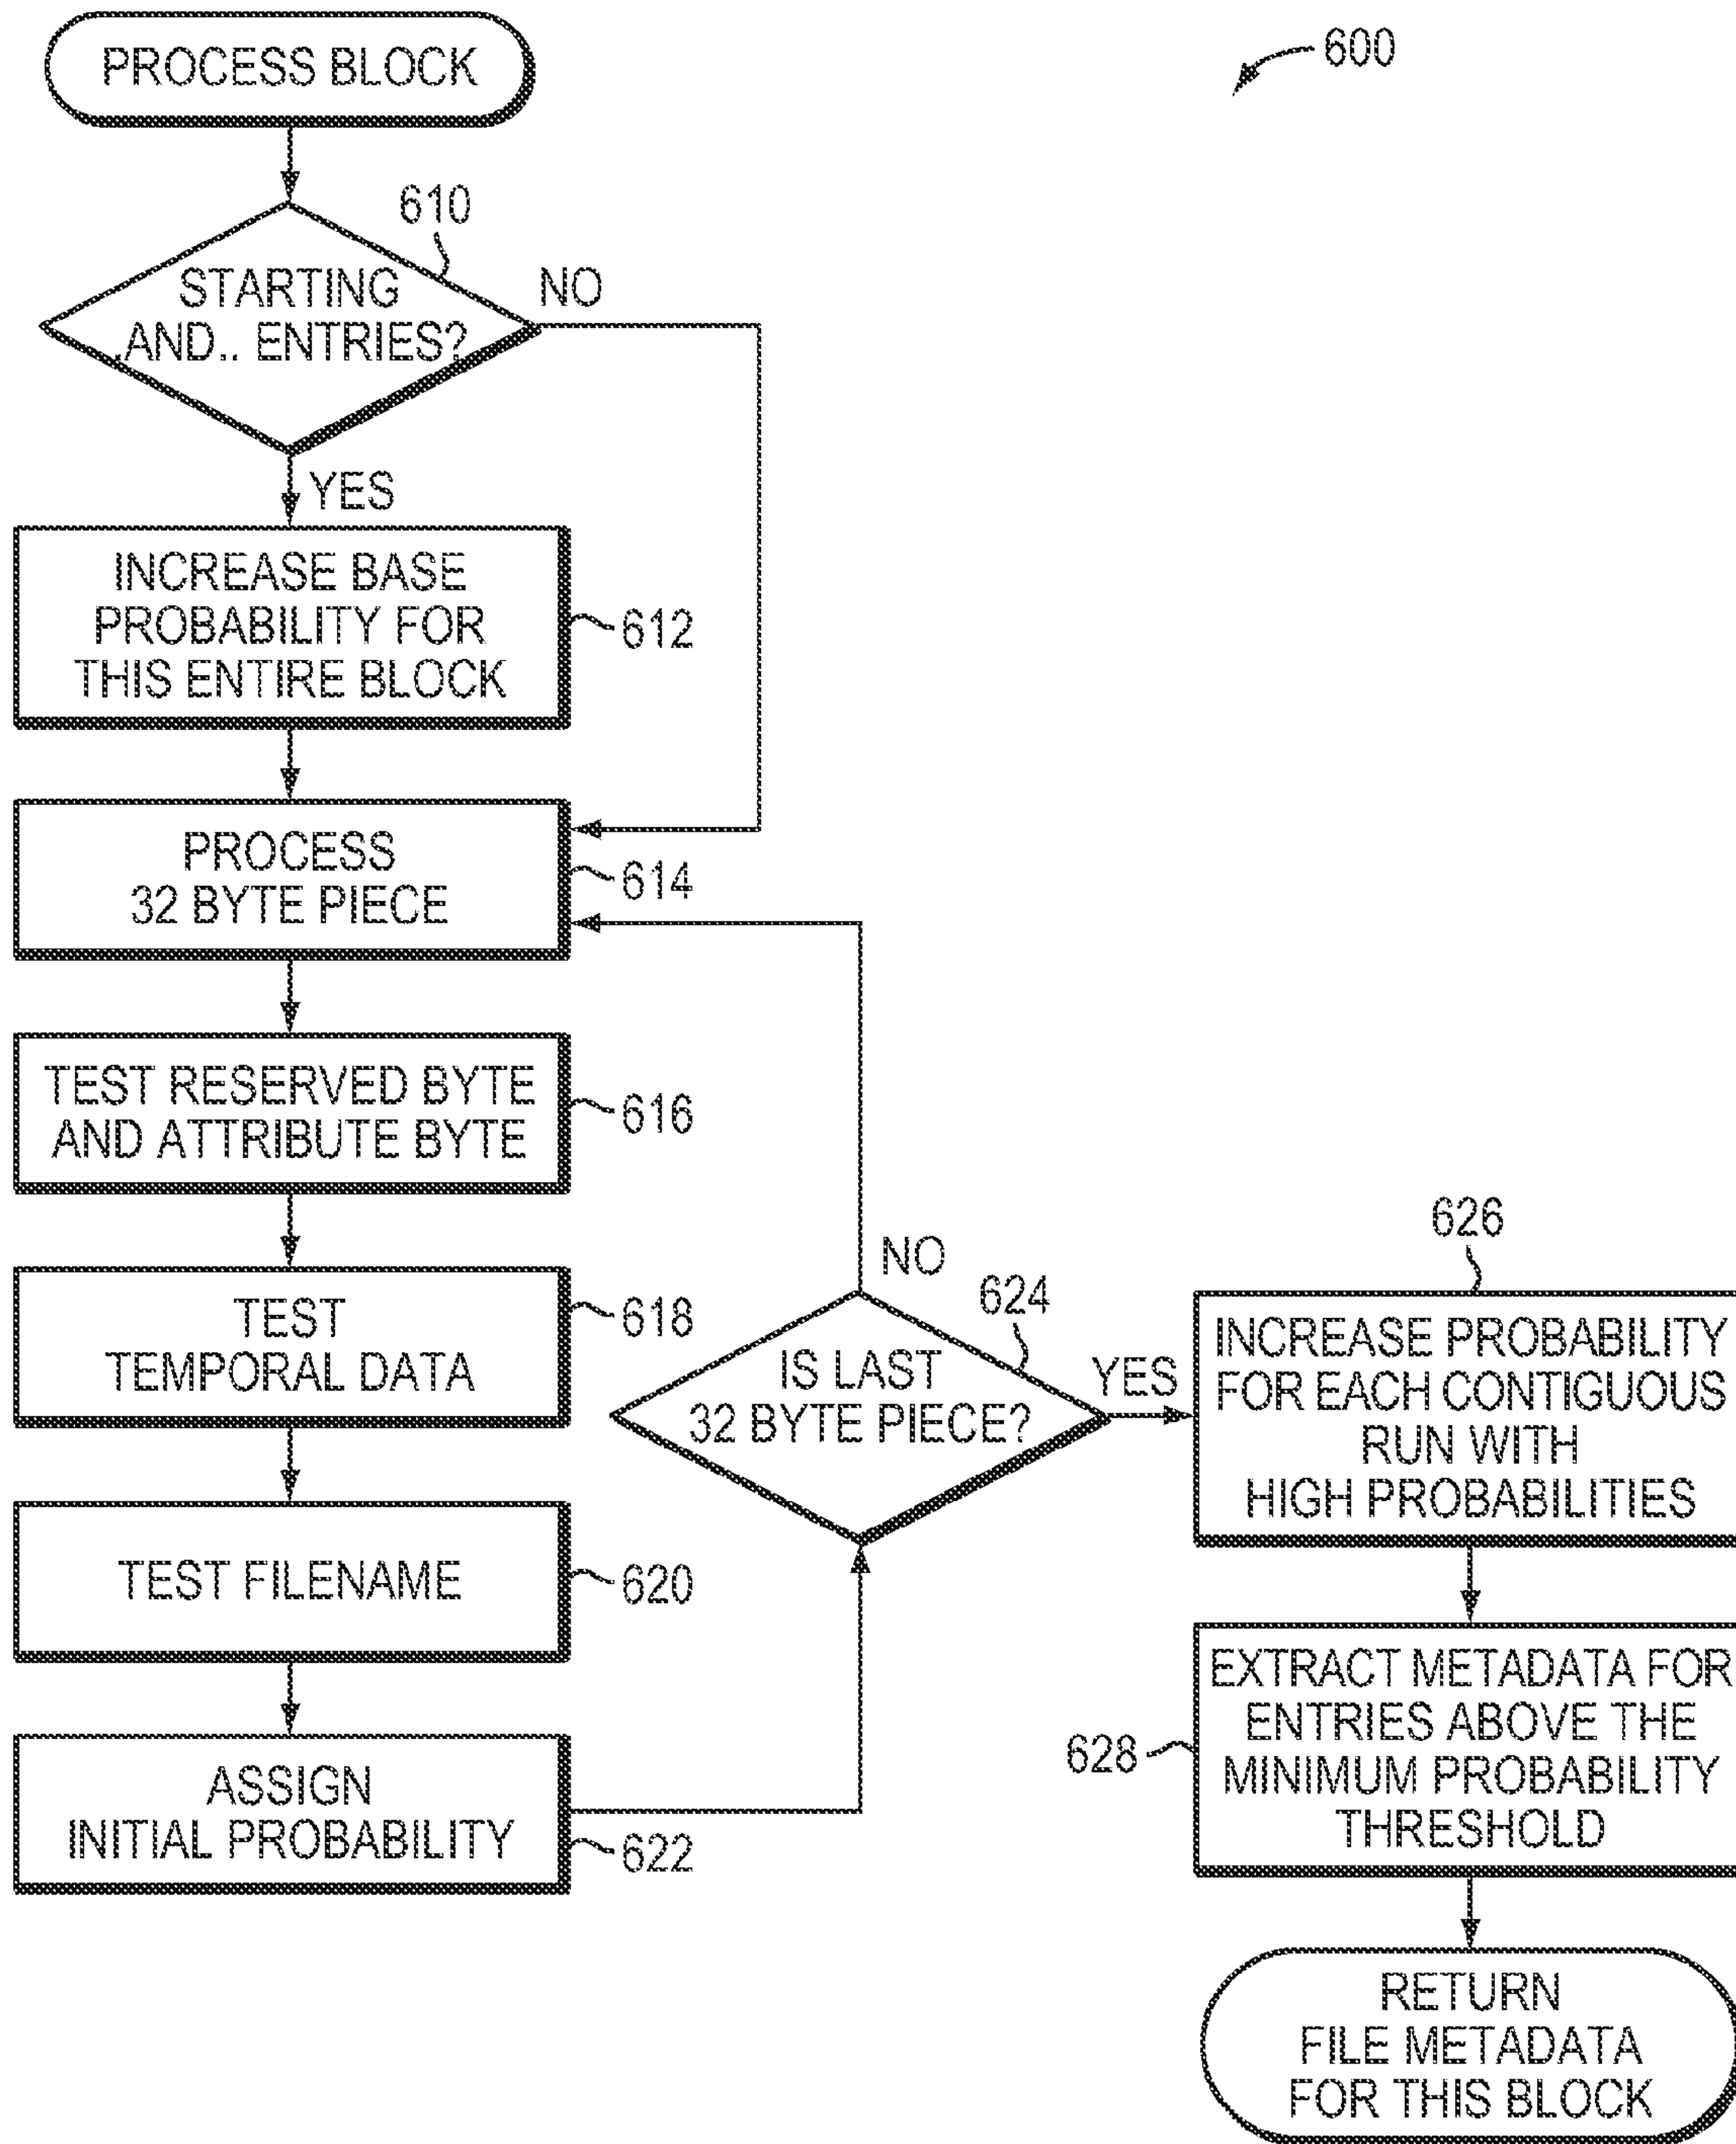 PROCESS BLOCK
600
610
STARTING
. AND.. ENTRIES?
NO
YES
INCREASE BASE
PROBABILITY FOR
THIS ENTIRE BLOCK
612
PROCESS
32 BYTE PIECE
614
TEST RESERVED BYTE
AND ATTRIBUTE BYTE
616
TEST
TEMPORAL DATA
618
TEST FILENAME
620
ASSIGN
INITIAL PROBABILITY
622
NO
624
IS LAST
32 BYTE PIECE?
YES
626
INCREASE PROBABILITY
FOR EACH CONTIGUOUS
RUN WITH
HIGH PROBABILITIES
EXTRACT METADATA FOR
ENTRIES ABOVE THE
MINIMUM PROBABILITY
THRESHOLD
628
RETURN
FILE METADATA
FOR THIS BLOCK